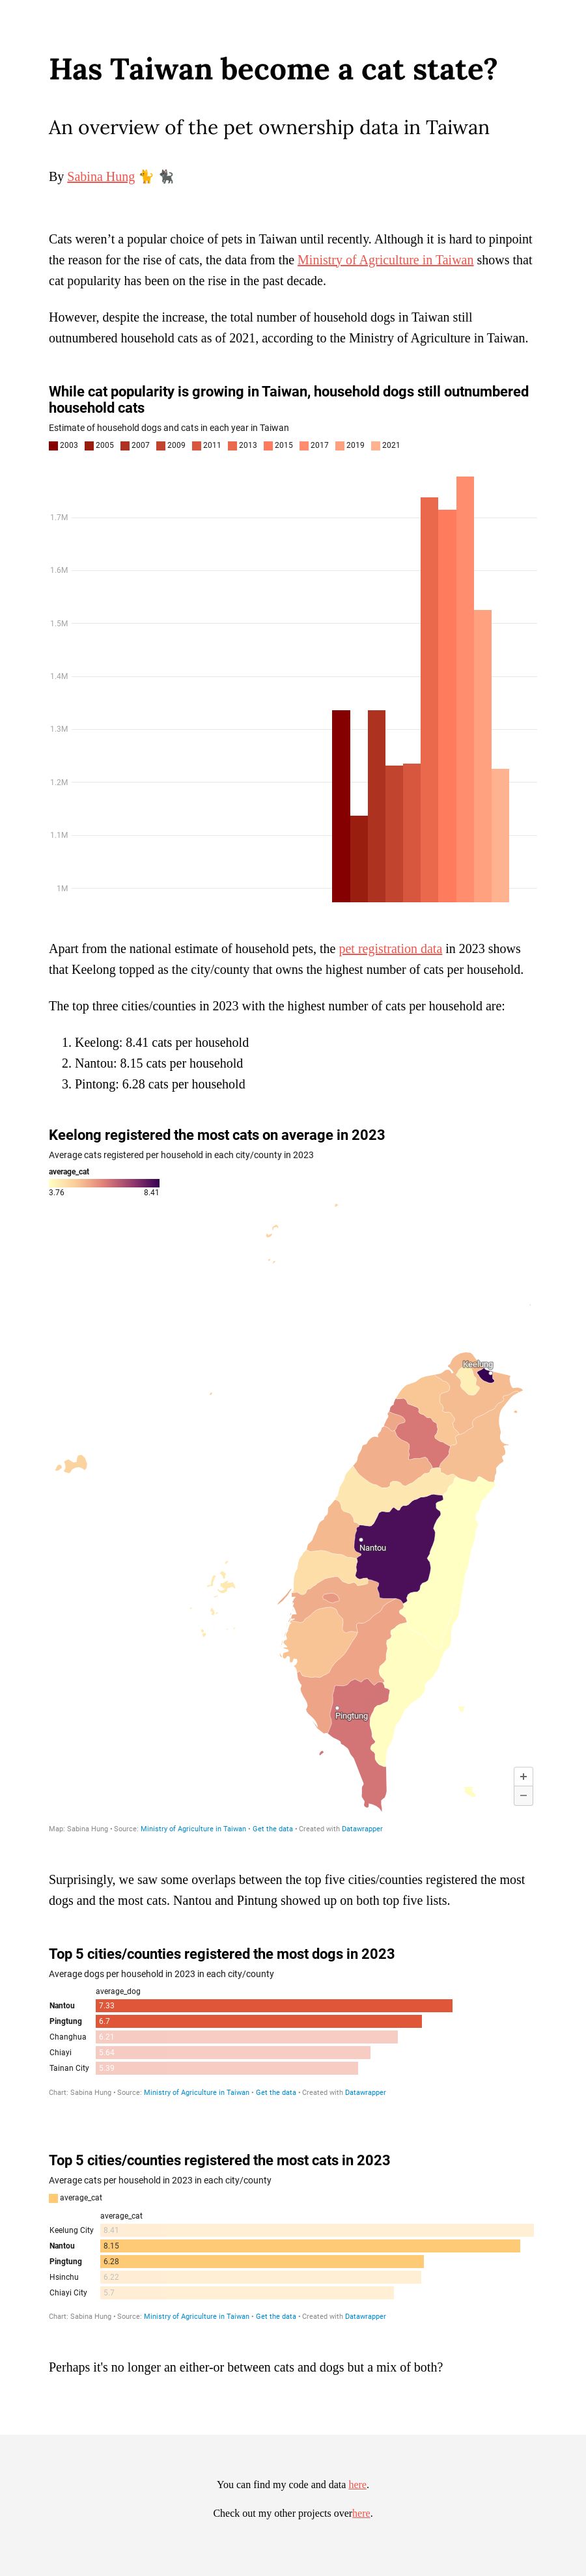 Has Taiwan become a cat state?
An overview of the pet ownership data in Taiwan
By Sabina Hung 🐈 🐈‍⬛
Cats weren’t a popular choice of pets in Taiwan until recently. Although it is hard to pinpoint
the reason for the rise of cats, the data from the Ministry of Agriculture in Taiwan shows that
cat popularity has been on the rise in the past decade.
However, despite the increase, the total number of household dogs in Taiwan still
outnumbered household cats as of 2021, according to the Ministry of Agriculture in Taiwan.
While cat popularity is growing in Taiwan, household dogs still outnumbered
household cats
Estimate of household dogs and cats in each year in Taiwan
2003 2005 2007 2009 2011 2013 2015 2017 2019 2021
1.7M
1.6M
1.5M
1.4M
1.3M
1.2M
1.1M
1M
Apart from the national estimate of household pets, the pet registration data in 2023 shows
that Keelong topped as the city/county that owns the highest number of cats per household.
The top three cities/counties in 2023 with the highest number of cats per household are:
1. Keelong: 8.41 cats per household
2. Nantou: 8.15 cats per household
3. Pintong: 6.28 cats per household
Keelong registered the most cats on average in 2023
Average cats registered per household in each city/county in 2023
average_cat
3.76 8.41
Keelung
Nantou
Pingtung
+
−
Map: Sabina Hung • Source: Ministry of Agriculture in Taiwan • Get the data • Created with Datawrapper
Surprisingly, we saw some overlaps between the top five cities/counties registered the most
dogs and the most cats. Nantou and Pintung showed up on both top five lists.
Top 5 cities/counties registered the most dogs in 2023
Average dogs per household in 2023 in each city/county
average_dog
Nantou 7.33
Pingtung 6.7
Changhua 6.21
Chiayi 5.64
Tainan City 5.39
Chart: Sabina Hung • Source: Ministry of Agriculture in Taiwan • Get the data • Created with Datawrapper
Top 5 cities/counties registered the most cats in 2023
Average cats per household in 2023 in each city/county
average_cat
average_cat
Keelung City 8.41
Nantou 8.15
Pingtung 6.28
Hsinchu 6.22
Chiayi City 5.7
Chart: Sabina Hung • Source: Ministry of Agriculture in Taiwan • Get the data • Created with Datawrapper
Perhaps it's no longer an either-or between cats and dogs but a mix of both?
You can find my code and data here.
Check out my other projects overhere.